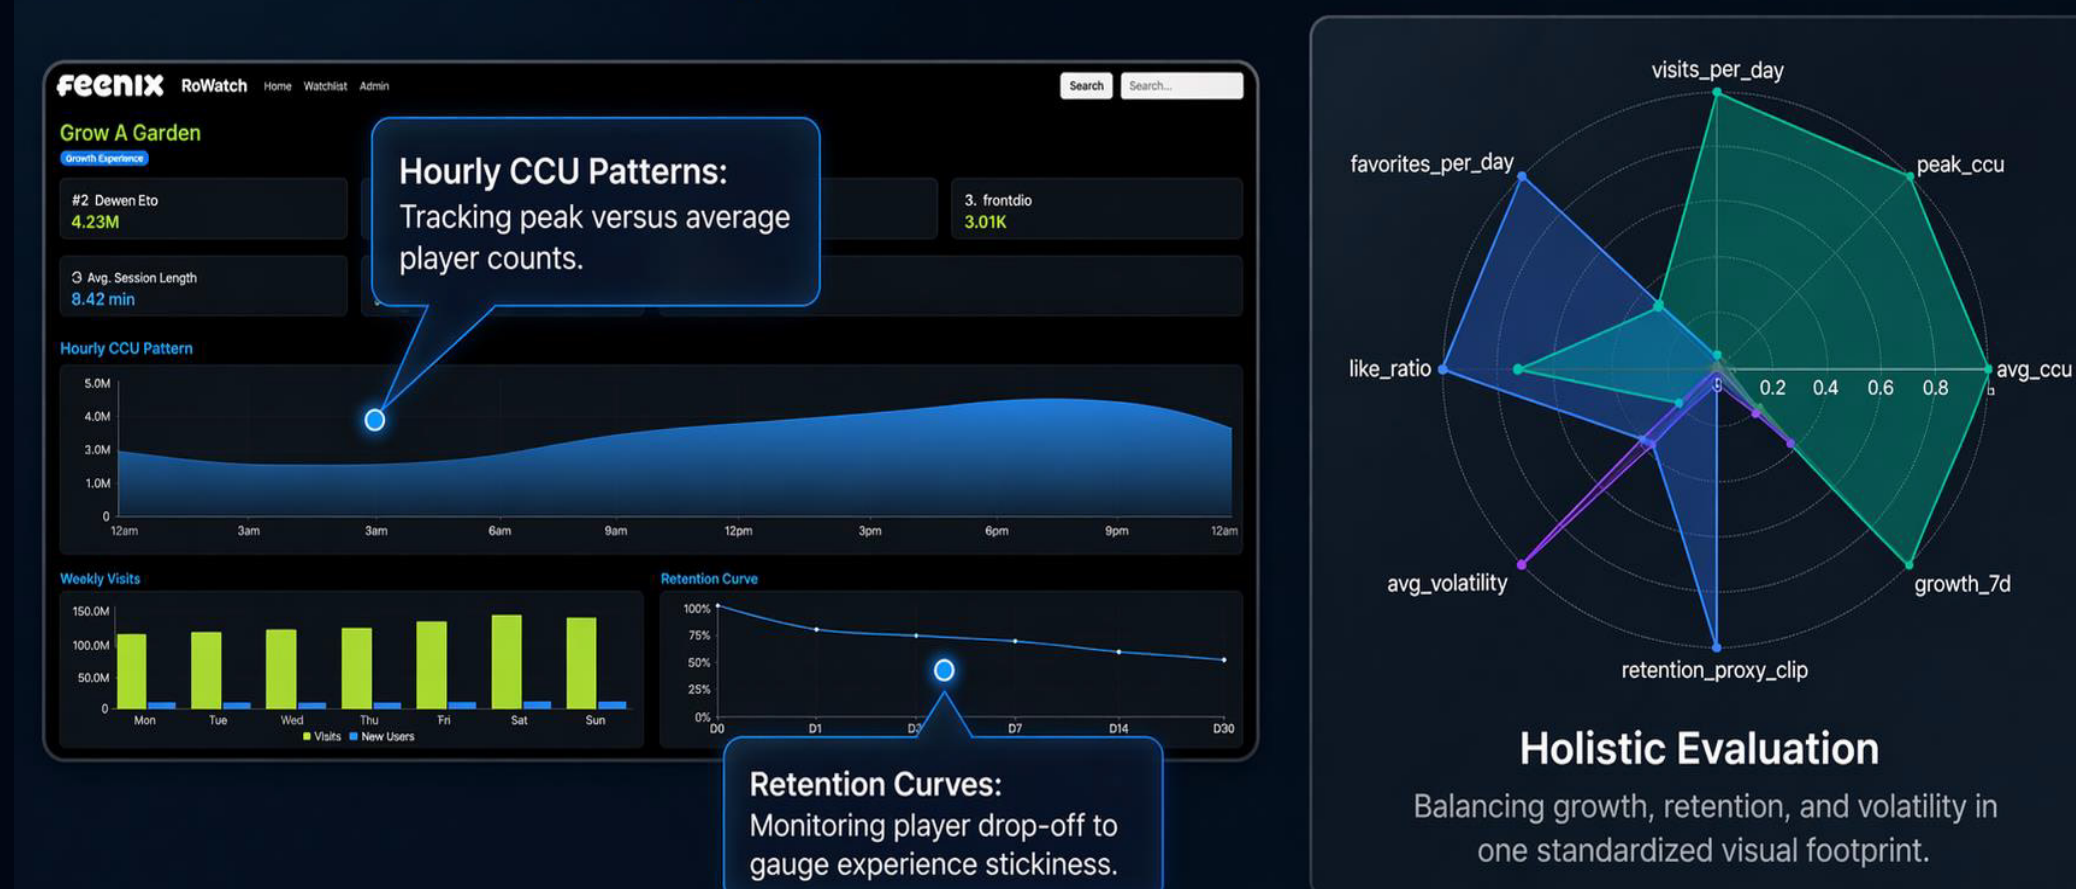 feenix RoWatch Home Watchlist Admin Search Search...
Grow A Garden
Growth Experience
#2 Dewen Eto
4.23M
3. frontdio
3.01K
3 Avg. Session Length
8.42 min
Hourly CCU Patterns:
Tracking peak versus average
player counts.
Hourly CCU Pattern
5.0M
4.0M
3.0M
1.0M
0
12am 3am 3am 6am 9am 12pm 3pm 6pm 9pm 12am
Weekly Visits
150.0M
100.0M
50.0M
0
Mon Tue Wed Thu Fri Sat Sun
Visits New Users
Retention Curve
100%
75%
50%
25%
0%
D0 D1 D7 D14 D30
Retention Curves:
Monitoring player drop-off to
gauge experience stickiness.
visits_per_day
favorites_per_day
peak_ccu
like_ratio
avg_ccu
0.2 0.4 0.6 0.8
avg_volatility
growth_7d
retention_proxy_clip
Holistic Evaluation
Balancing growth, retention, and volatility in
one standardized visual footprint.